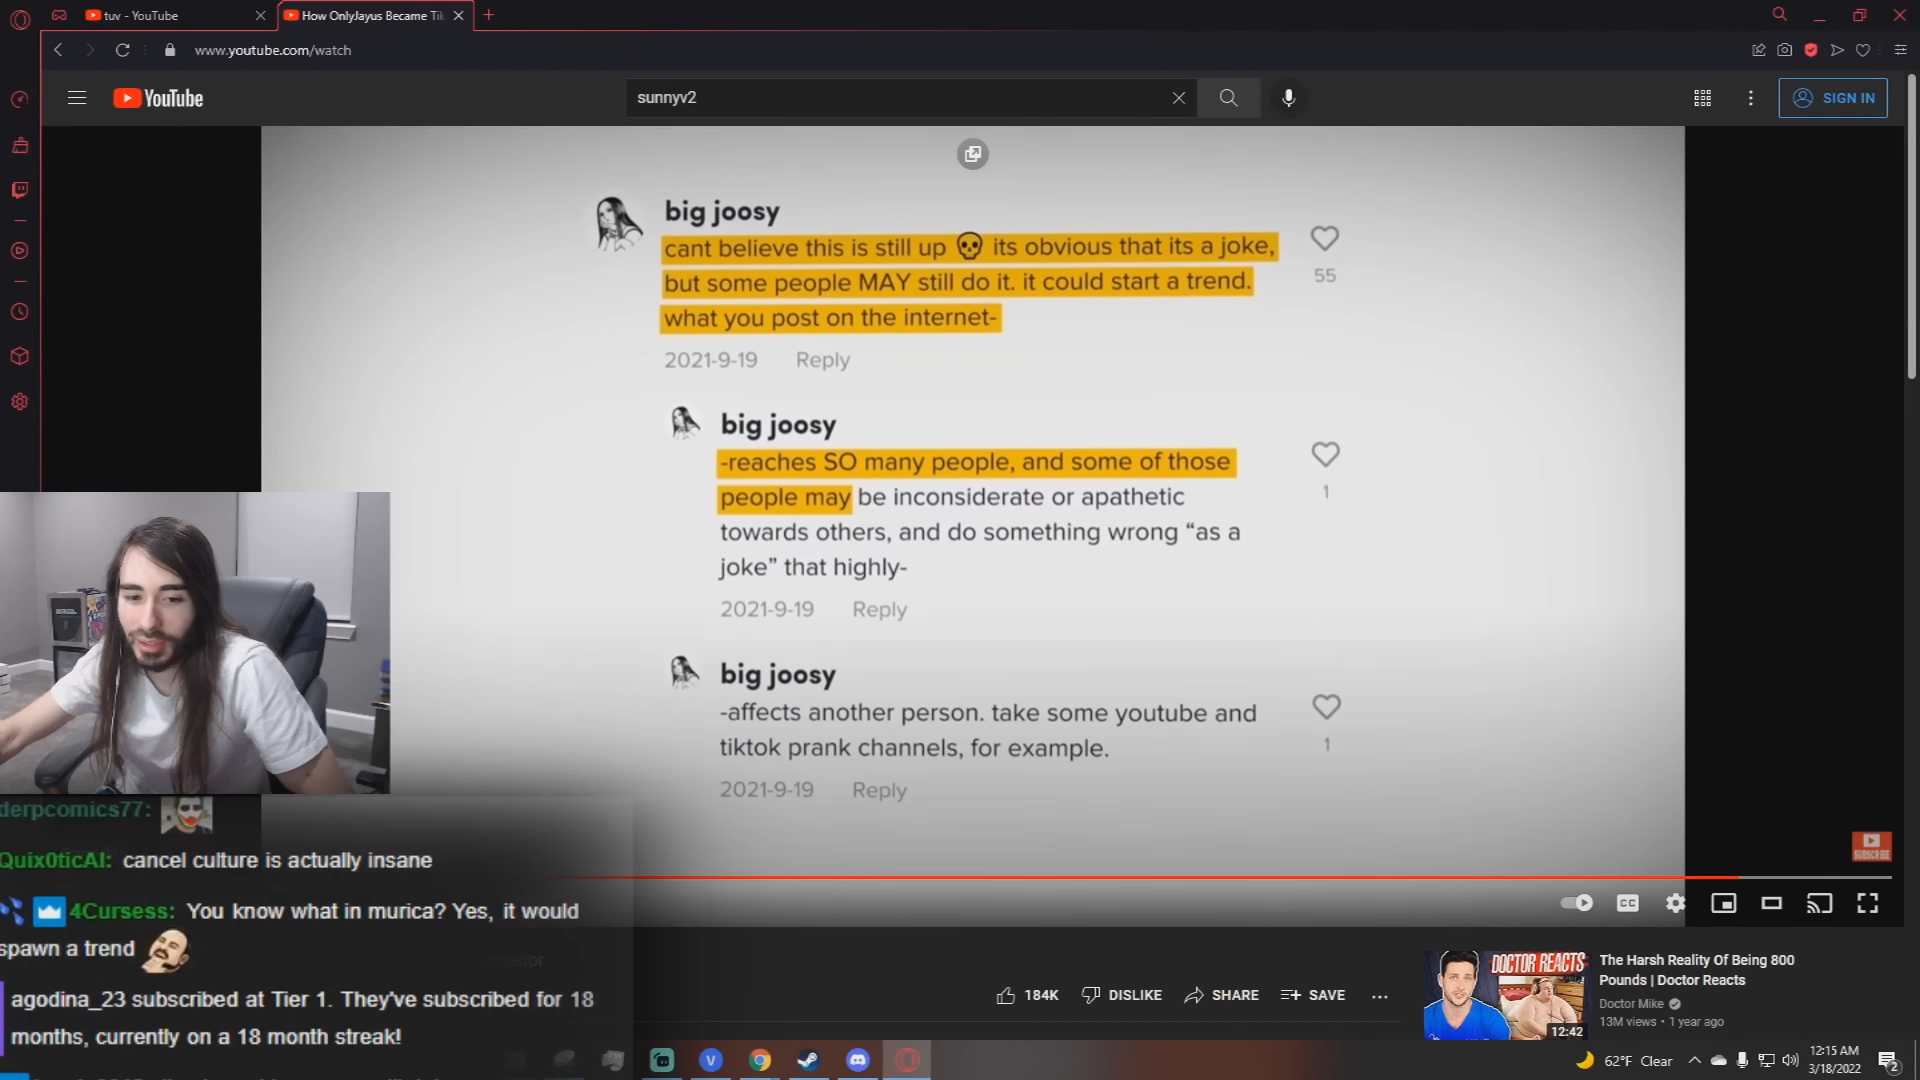 tuv - YouTube
How OnlyJayus Became Tik
www.youtube.com/watch
YouTube
sunnyv2
SIGN IN
big joosy
cant believe this is still up 💀 its obvious that its a joke,
but some people MAY still do it. it could start a trend.
what you post on the internet-
55
2021-9-19 Reply
big joosy
-reaches SO many people, and some of those
people may be inconsiderate or apathetic
towards others, and do something wrong “as a
joke” that highly-
1
2021-9-19 Reply
big joosy
-affects another person. take some youtube and
tiktok prank channels, for example.
1
2021-9-19 Reply
SUBSCRIBE
CC
derpcomics77:
Quix0ticAI: cancel culture is actually insane
4Cursess: You know what in murica? Yes, it would
spawn a trend
agodina_23 subscribed at Tier 1. They've subscribed for 18
months, currently on a 18 month streak!
184K DISLIKE SHARE SAVE
DOCTOR REACTS
12:42
The Harsh Reality Of Being 800
Pounds | Doctor Reacts
Doctor Mike
13M views • 1 year ago
62°F Clear
12:15 AM
3/18/2022
2